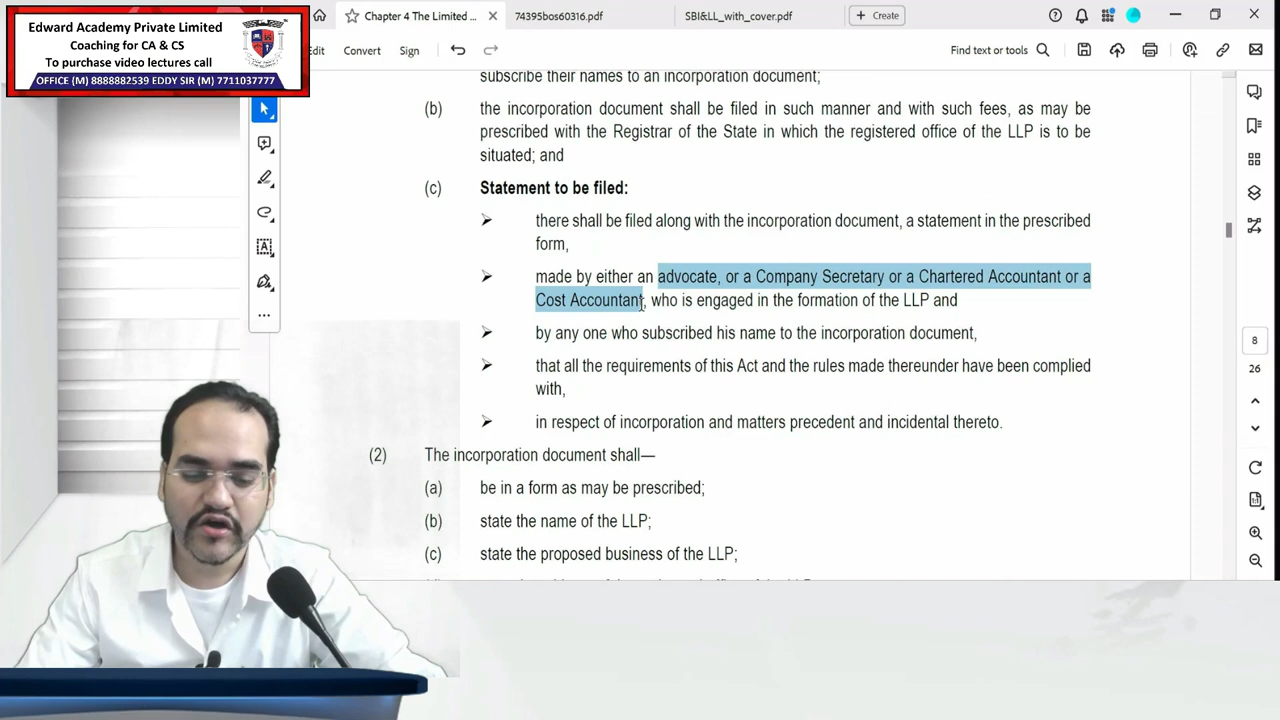 Edward Academy Private Limited
Coaching for CA & CS
To purchase video lectures call
OFFICE (M) 8888882539 EDDY SIR (M) 7711037777
Chapter 4 The Limited ...
74395bos60316.pdf
SBI&LL_with_cover.pdf
Create
Edit
Convert
Sign
Find text or tools
subscribe their names to an incorporation document;
(b) the incorporation document shall be filed in such manner and with such fees, as may be
prescribed with the Registrar of the State in which the registered office of the LLP is to be
situated; and
(c) Statement to be filed:
➢ there shall be filed along with the incorporation document, a statement in the prescribed
form,
➢ made by either an advocate, or a Company Secretary or a Chartered Accountant or a
Cost Accountant, who is engaged in the formation of the LLP and
➢ by any one who subscribed his name to the incorporation document,
➢ that all the requirements of this Act and the rules made thereunder have been complied
with,
➢ in respect of incorporation and matters precedent and incidental thereto.
(2) The incorporation document shall—
(a) be in a form as may be prescribed;
(b) state the name of the LLP;
(c) state the proposed business of the LLP;
8
26